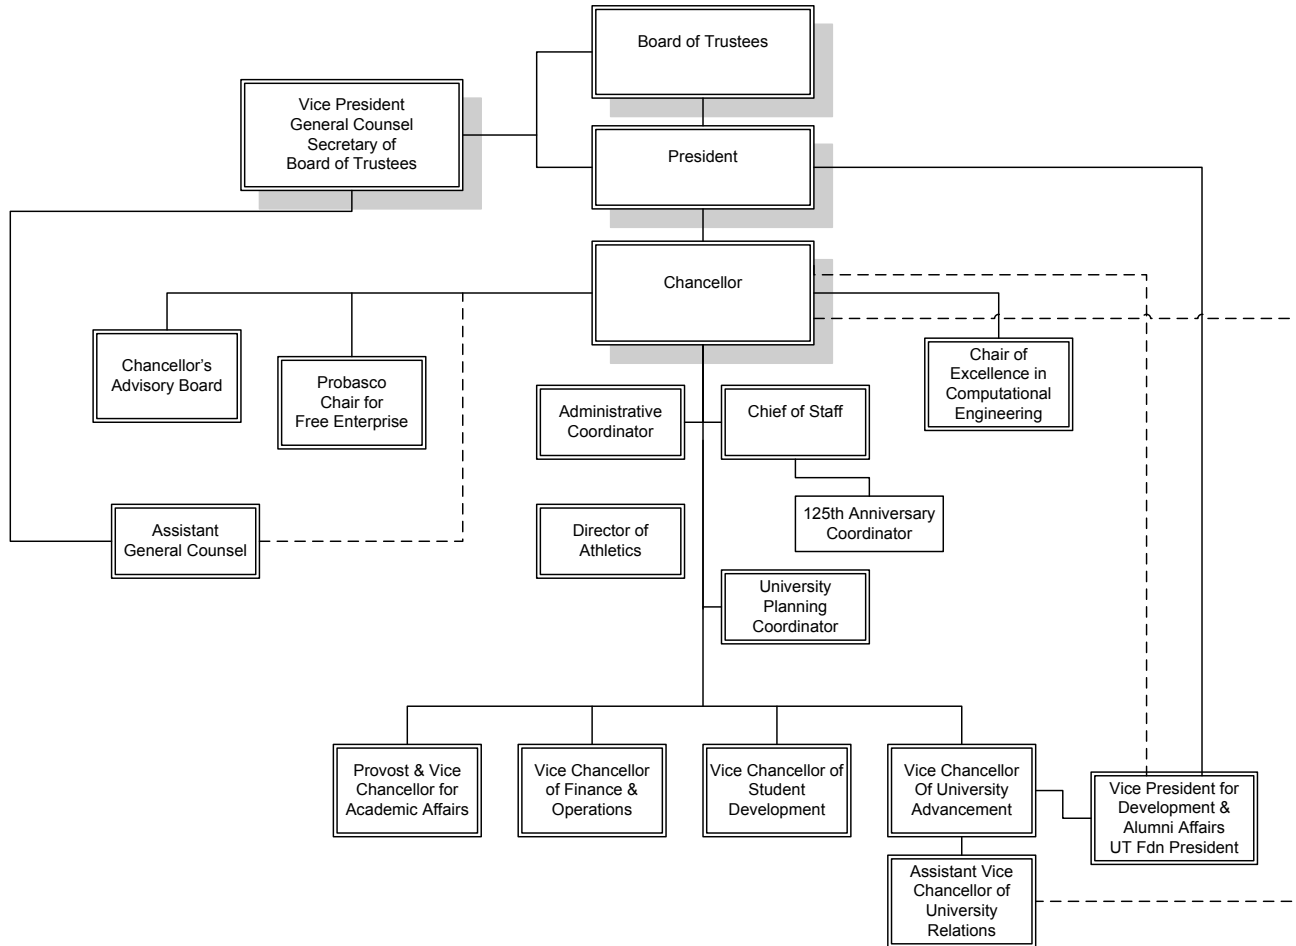 Board of Trustees
Vice President
General Counsel
Secretary of
Board of Trustees
President
Chancellor
Chancellor's
Advisory Board
Probasco
Chair for
Free Enterprise
Chair of
Excellence in
Computational
Engineering
Administrative
Coordinator
Chief of Staff
125th Anniversary
Coordinator
Assistant
General Counsel
Director of
Athletics
University
Planning
Coordinator
Provost & Vice
Chancellor for
Academic Affairs
Vice Chancellor
of Finance &
Operations
Vice Chancellor of
Student
Development
Vice Chancellor
Of University
Advancement
Vice President for
Development &
Alumni Affairs
UT Fdn President
Assistant Vice
Chancellor of
University
Relations